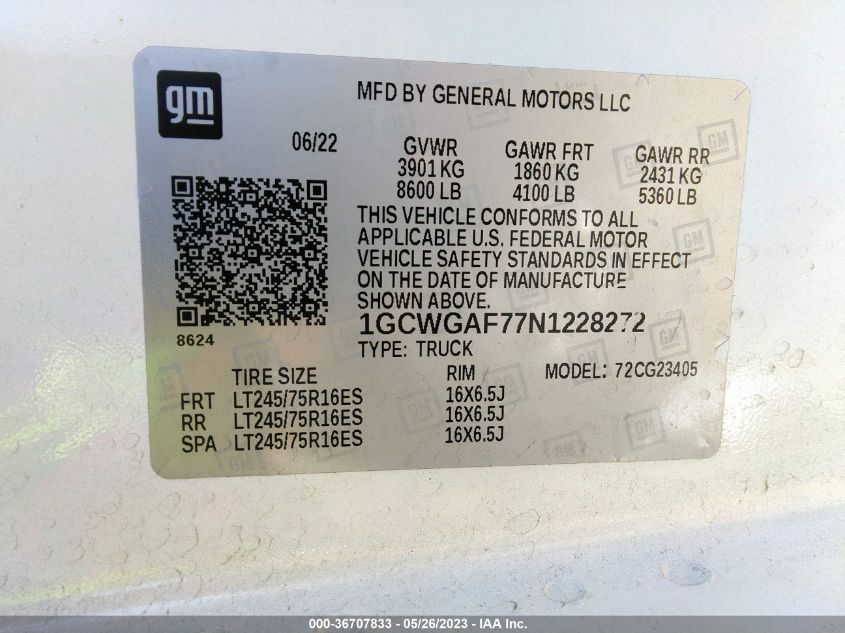 gm
MFD BY GENERAL MOTORS LLC
06/22
GVWR GAWR FRT GAWR RR
3901 KG 1860 KG 2431 KG
8600 LB 4100 LB 5360 LB
THIS VEHICLE CONFORMS TO ALL
APPLICABLE U.S. FEDERAL MOTOR
VEHICLE SAFETY STANDARDS IN EFFECT
ON THE DATE OF MANUFACTURE
SHOWN ABOVE.
8624
1GCWGAF77N1228272
TYPE: TRUCK
MODEL: 72CG23405
TIRE SIZE RIM
FRT LT245/75R16ES 16X6.5J
RR LT245/75R16ES 16X6.5J
SPA LT245/75R16ES 16X6.5J
000-36707833 - 05/26/2023 - IAA Inc.